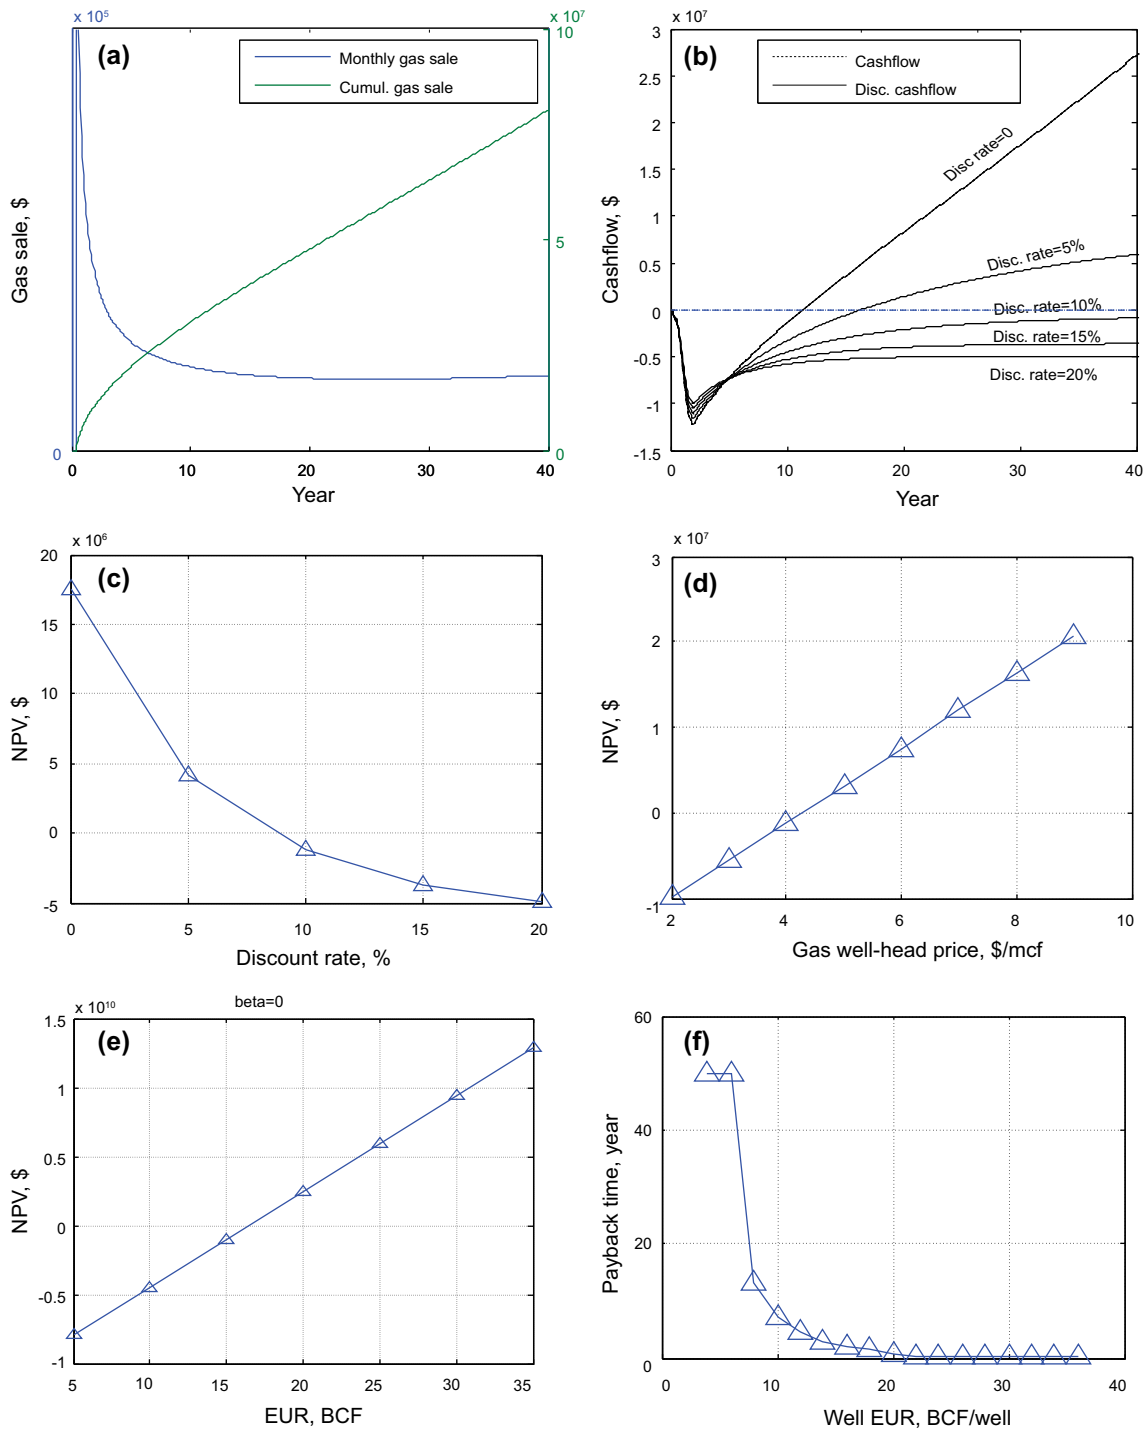 x 10⁵
x 10⁷
(a)
Monthly gas sale
Cumul. gas sale
Gas sale, $
5
0
0
0
10
20
30
40
Year
x 10⁷
(b)
Cashflow
Disc. cashflow
Disc rate=0
Disc. rate=5%
Disc. rate=10%
Disc. rate=15%
Disc. rate=20%
Cashflow, $
3
2.5
2
1.5
1
0.5
0
-0.5
-1
-1.5
0
10
20
30
40
Year
x 10⁶
(c)
20
15
10
5
0
-5
NPV, $
0
5
10
15
20
Discount rate, %
x 10⁷
(d)
3
2
1
0
-1
NPV, $
2
4
6
8
10
Gas well-head price, $/mcf
x 10¹⁰
beta=0
(e)
1.5
1
0.5
0
-0.5
-1
NPV, $
5
10
15
20
25
30
35
EUR, BCF
(f)
60
40
20
0
Payback time, year
0
10
20
30
40
Well EUR, BCF/well